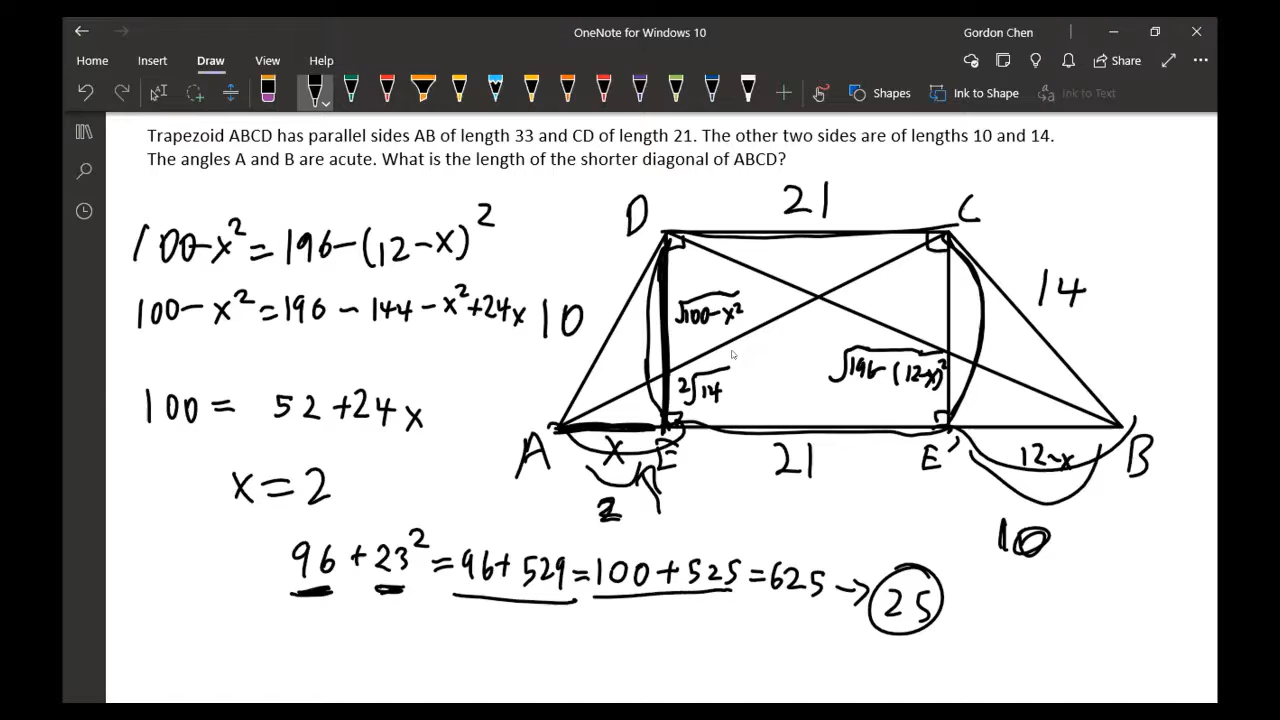 OneNote for Windows 10
Gordon Chen
Home Insert Draw View Help
Share
Shapes
Ink to Shape
Ink to Text
Trapezoid ABCD has parallel sides AB of length 33 and CD of length 21. The other two sides are of lengths 10 and 14.
The angles A and B are acute. What is the length of the shorter diagonal of ABCD?
D 21 C
100-x²=196-(12-x)²
100-x²=196-144-x²+24x
10
√100-x²
14
2√14
√196-(12-x)²
100= 52+24x
A x E 21 E' 12-x B
x=2
2
10
96+23²=96+529=100+525=625→25